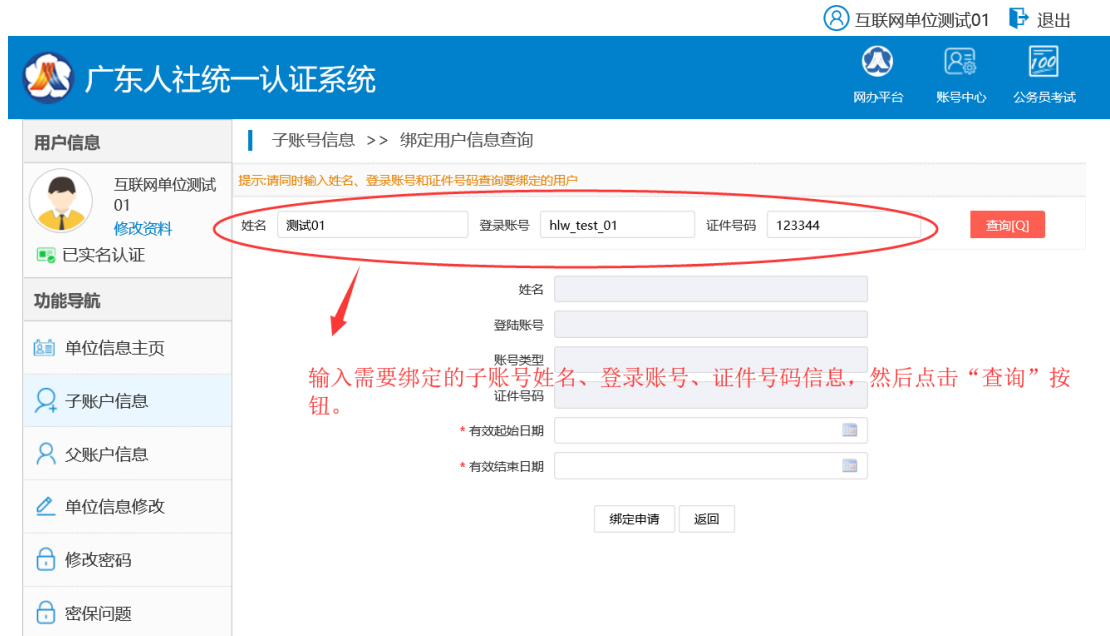 互联网单位测试01 退出
广东人社统一认证系统
网办平台 账号中心 公务员考试
用户信息
互联网单位测试
01
修改资料
已实名认证
功能导航
单位信息主页
子账户信息
父账户信息
单位信息修改
修改密码
密保问题
子账号信息 >> 绑定用户信息查询
提示:请同时输入姓名、登录账号和证件号码查询要绑定的用户
姓名 测试01 登录账号 hlw_test_01 证件号码 123344 查询[Q]
姓名
登陆账号
账号类型
输入需要绑定的子账号姓名、登录账号、证件号码信息，然后点击“查询”按
钮。
证件号码
* 有效起始日期
* 有效结束日期
绑定申请 返回